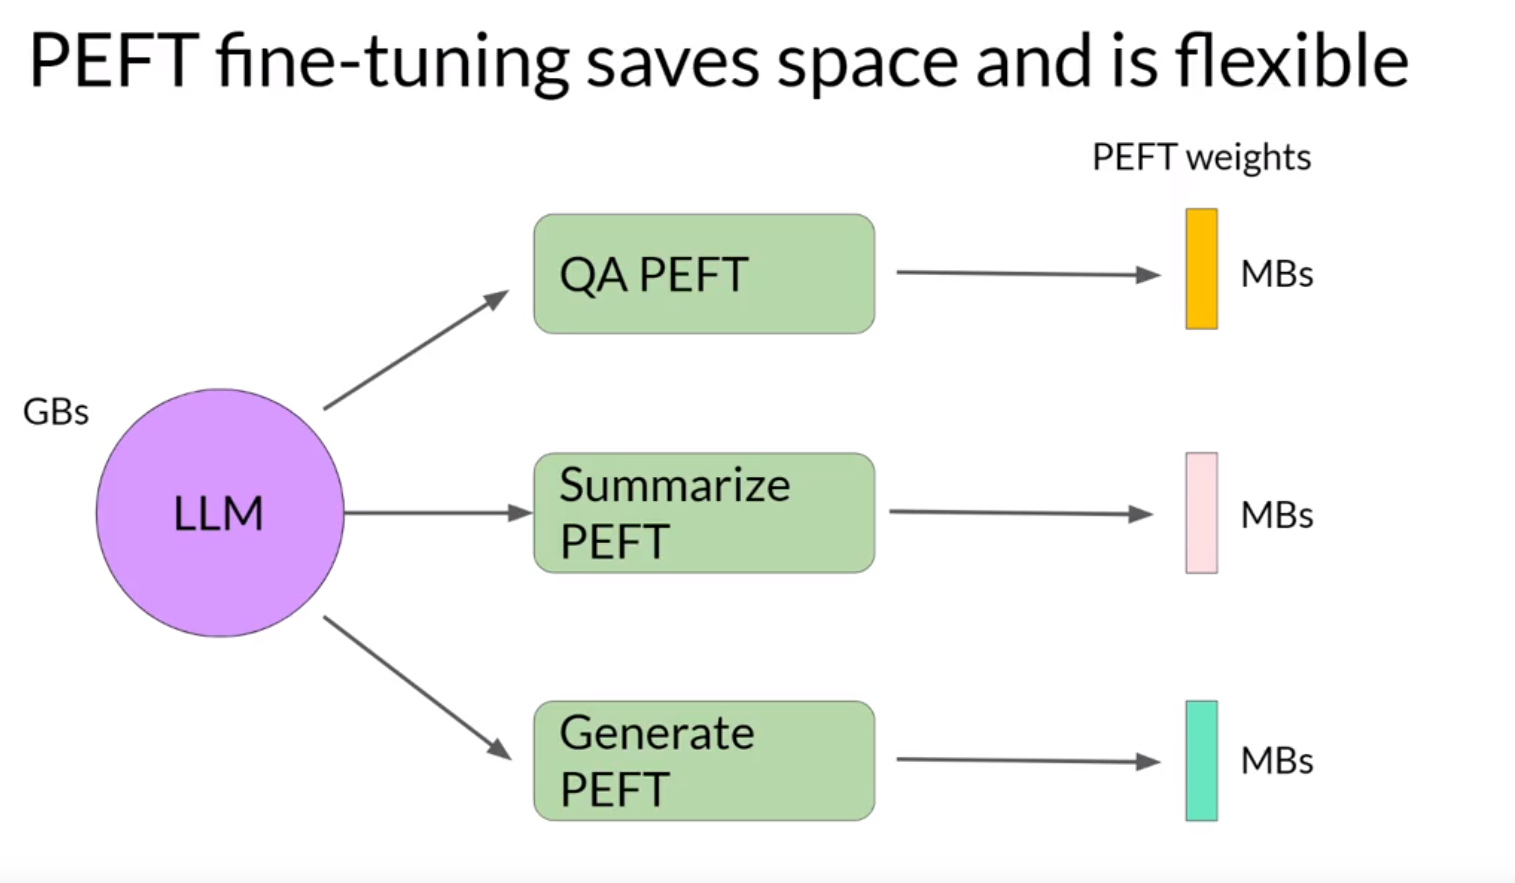 PEFT fine-tuning saves space and is flexible
PEFT weights
QA PEFT
MBs
GBs
LLM
Summarize
PEFT
MBs
Generate
PEFT
MBs